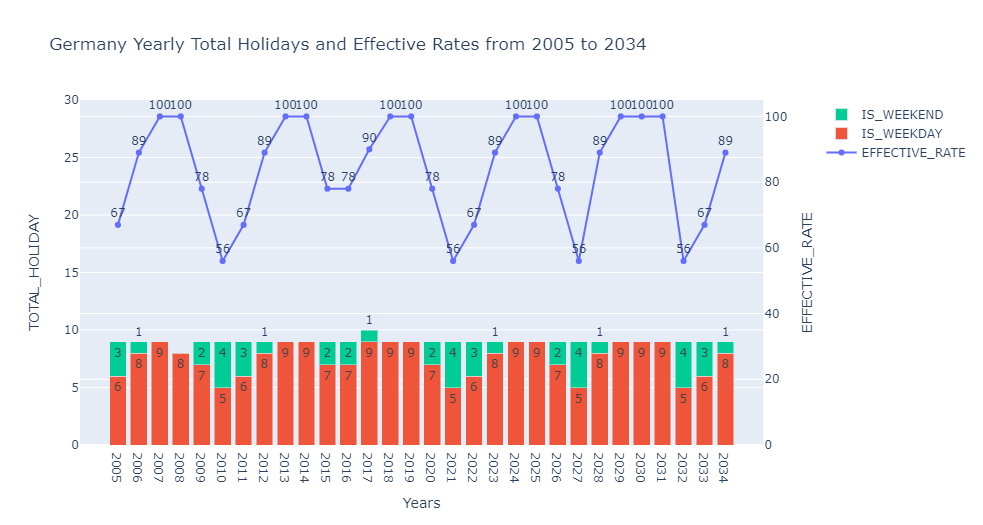 Germany Yearly Total Holidays and Effective Rates from 2005 to 2034
IS_WEEKEND
IS_WEEKDAY
EFFECTIVE_RATE
TOTAL_HOLIDAY
30
25
20
15
10
5
0
67 89 100 100 78 56 67 89 100 100 78 78 90 100 100 78 56 67 89 100 100 78 56 89 100 100 100 56 67 89
3 1 2 4 3 1 2 2 1 2 4 3 1 2 4 1 4 3 1
6 8 9 8 7 5 6 8 9 9 7 7 9 9 9 7 5 6 8 9 9 7 5 8 9 9 9 5 6 8
100
80
60
40
20
0
EFFECTIVE_RATE
2005 2006 2007 2008 2009 2010 2011 2012 2013 2014 2015 2016 2017 2018 2019 2020 2021 2022 2023 2024 2025 2026 2027 2028 2029 2030 2031 2032 2033 2034
Years